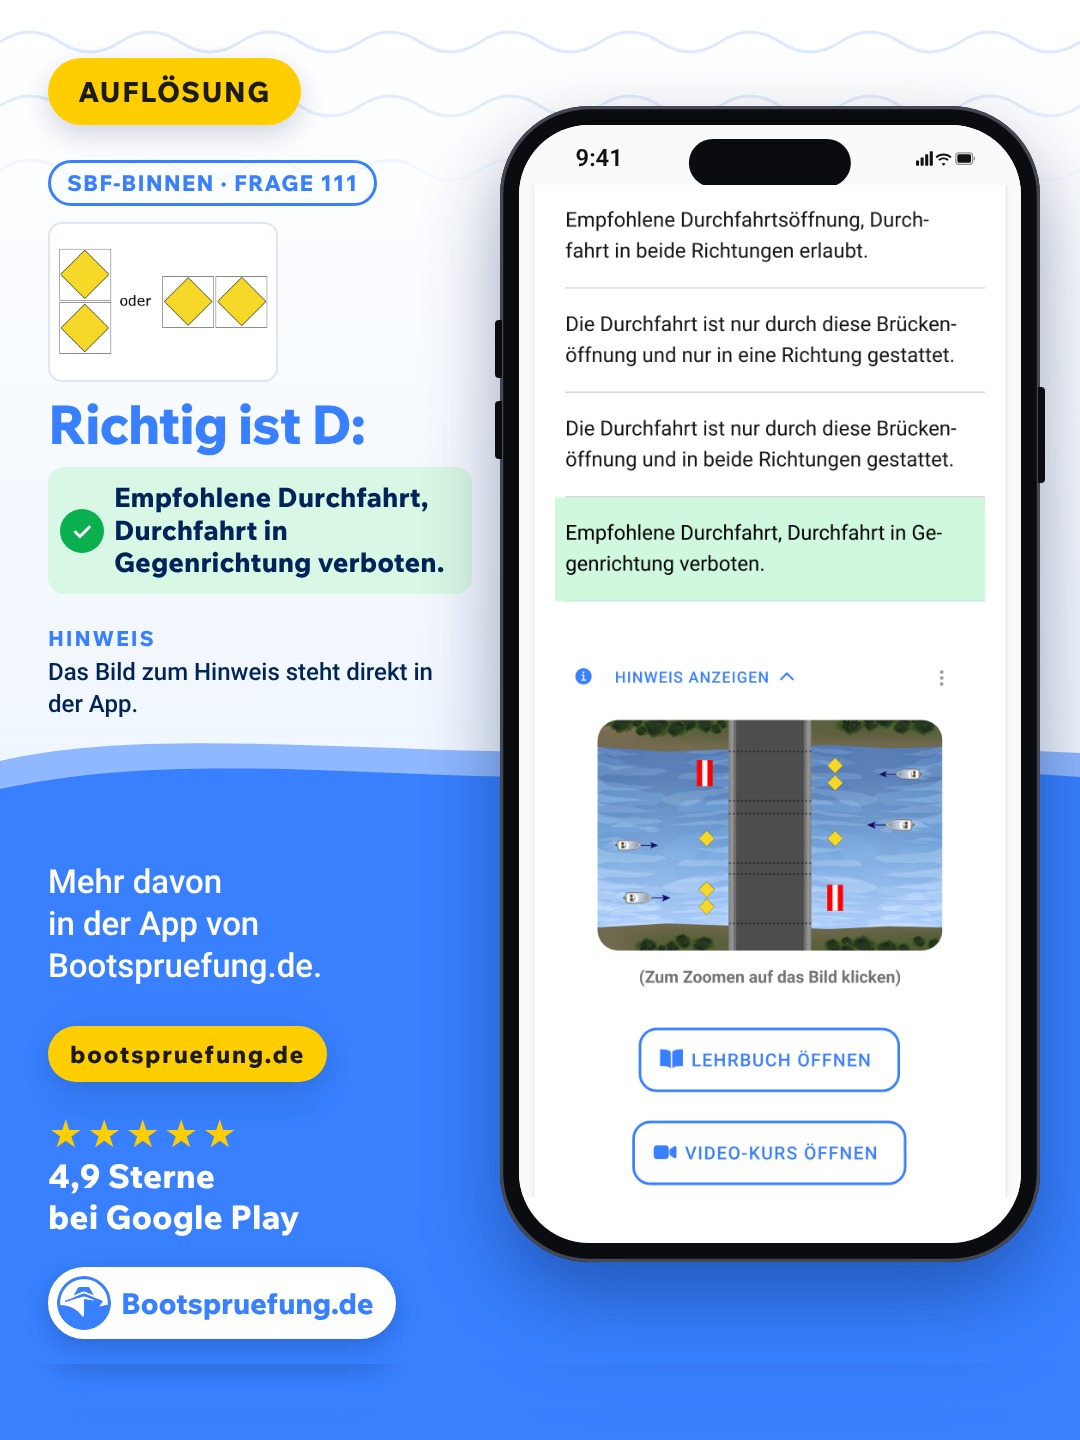 AUFLÖSUNG
SBF-BINNEN · FRAGE 111
oder
Richtig ist D:
Empfohlene Durchfahrt,
Durchfahrt in
Gegenrichtung verboten.
HINWEIS
Das Bild zum Hinweis steht direkt in
der App.
Mehr davon
in der App von
Bootspruefung.de.
bootspruefung.de
★★★★★
4,9 Sterne
bei Google Play
Bootspruefung.de
9:41
Empfohlene Durchfahrtsöffnung, Durch-
fahrt in beide Richtungen erlaubt.
Die Durchfahrt ist nur durch diese Brücken-
öffnung und nur in eine Richtung gestattet.
Die Durchfahrt ist nur durch diese Brücken-
öffnung und in beide Richtungen gestattet.
Empfohlene Durchfahrt, Durchfahrt in Ge-
genrichtung verboten.
HINWEIS ANZEIGEN
(Zum Zoomen auf das Bild klicken)
LEHRBUCH ÖFFNEN
VIDEO-KURS ÖFFNEN